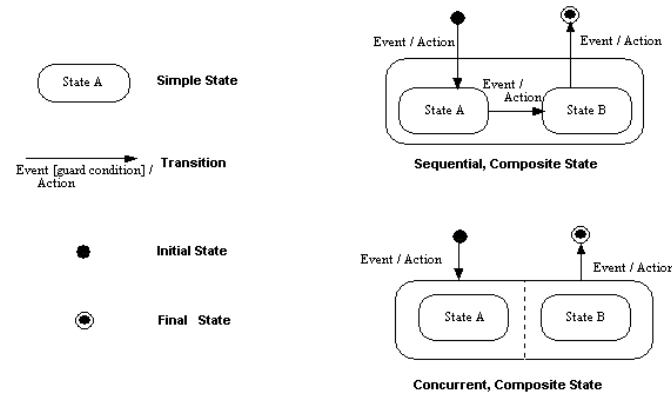 State A
Simple State
Event [guard condition] /
Action
Transition
Initial State
Final State
Event / Action
Event / Action
Event /
Action
State A
State B
Sequential, Composite State
Event / Action
Event / Action
State A
State B
Concurrent, Composite State